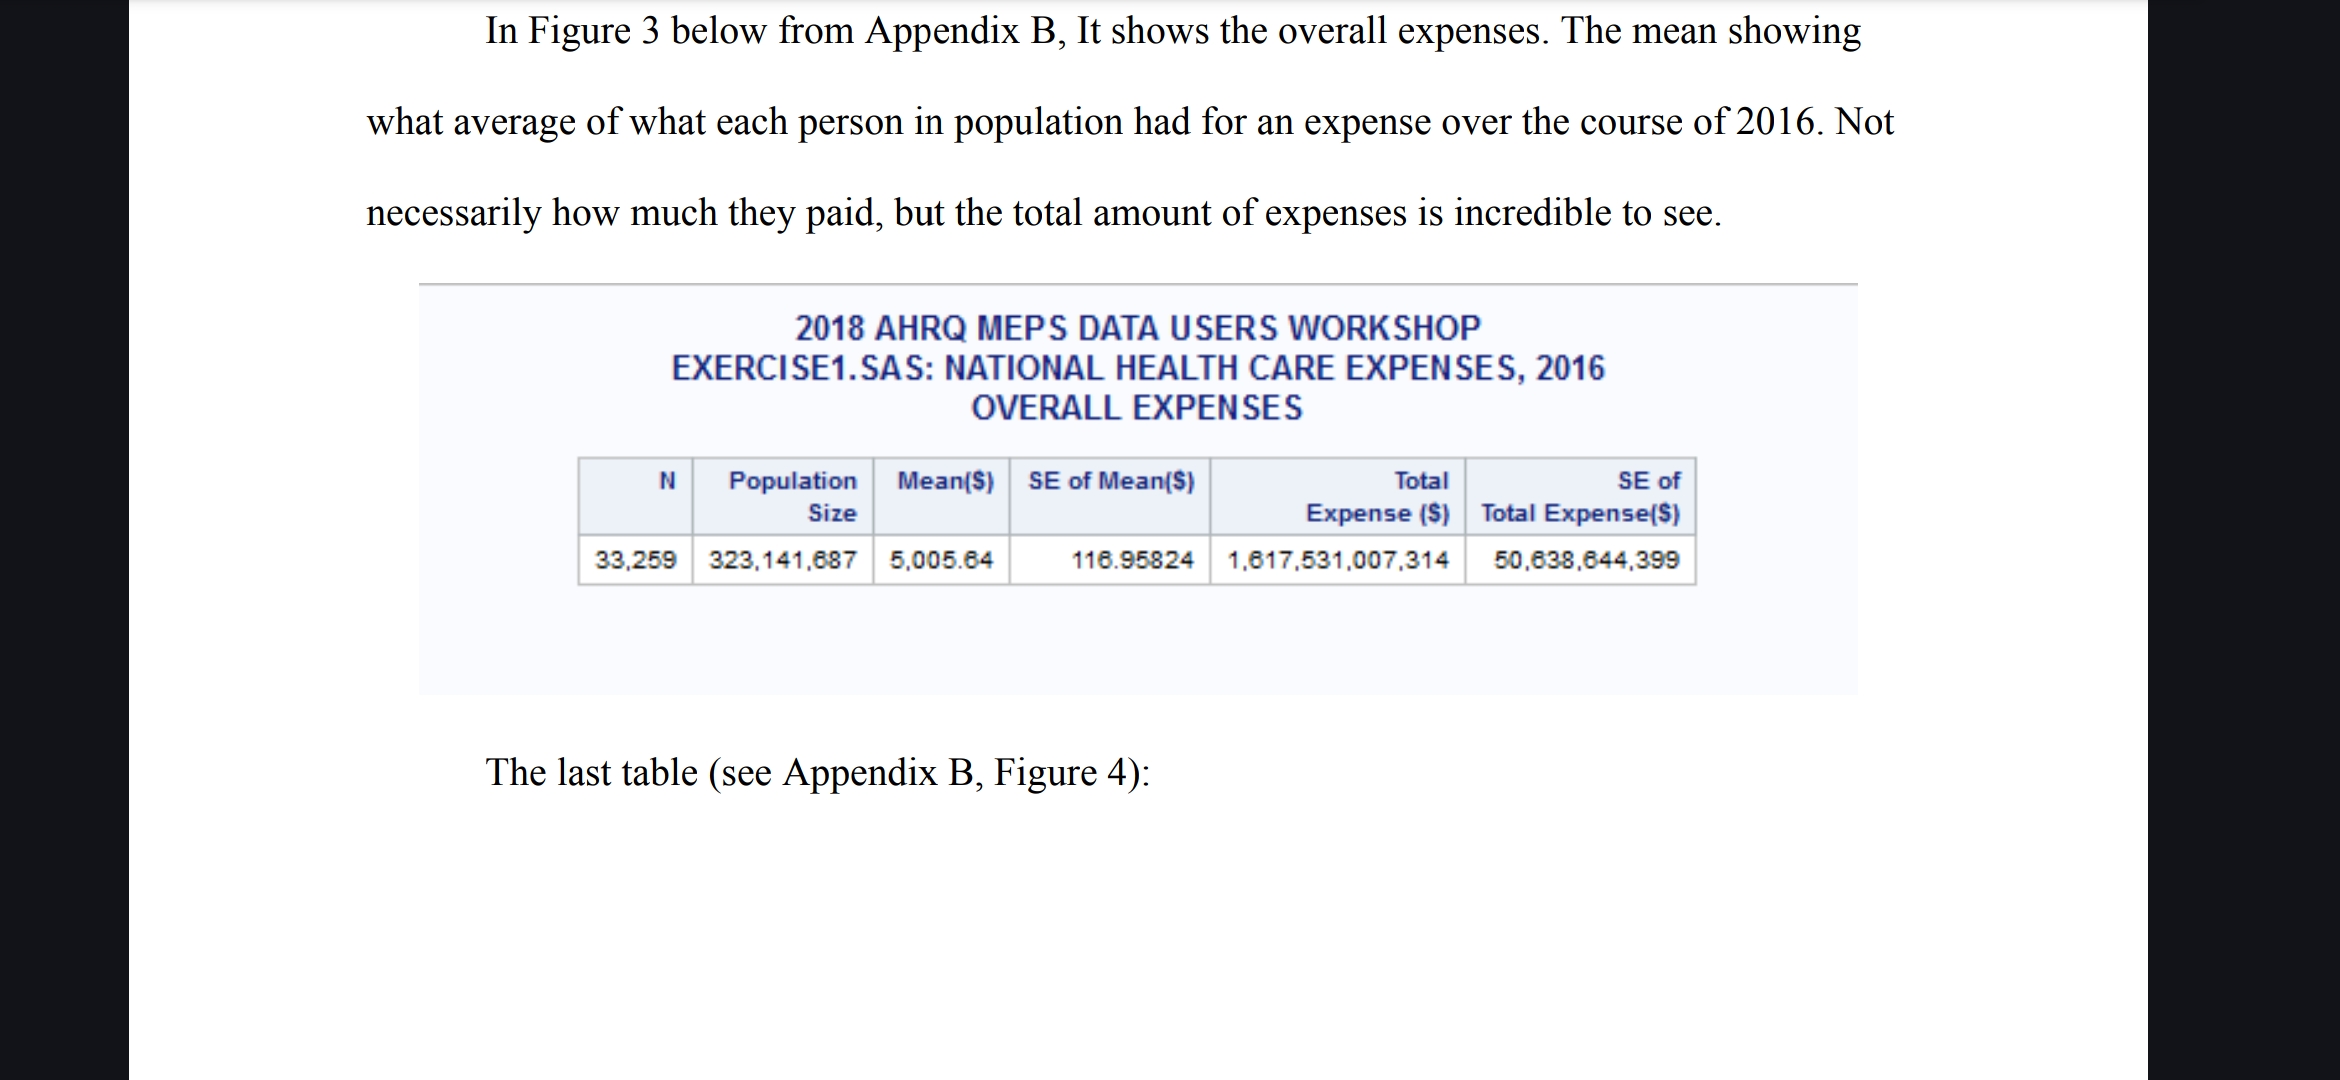 In Figure 3 below from Appendix B, It shows the overall expenses. The mean showing
what average of what each person in population had for an expense over the course of 2016. Not
necessarily how much they paid, but the total amount of expenses is incredible to see.
2018 AHRQ MEPS DATA USERS WORKSHOP
EXERCISE1.SAS: NATIONAL HEALTH CARE EXPENSES, 2016
OVERALL EXPENSES
N Population Mean($) SE of Mean($) Total SE of
Size Expense ($) Total Expense($)
33,259 323,141,687 5,005.64 116.95824 1,617,531,007,314 50,638,644,399
The last table (see Appendix B, Figure 4):